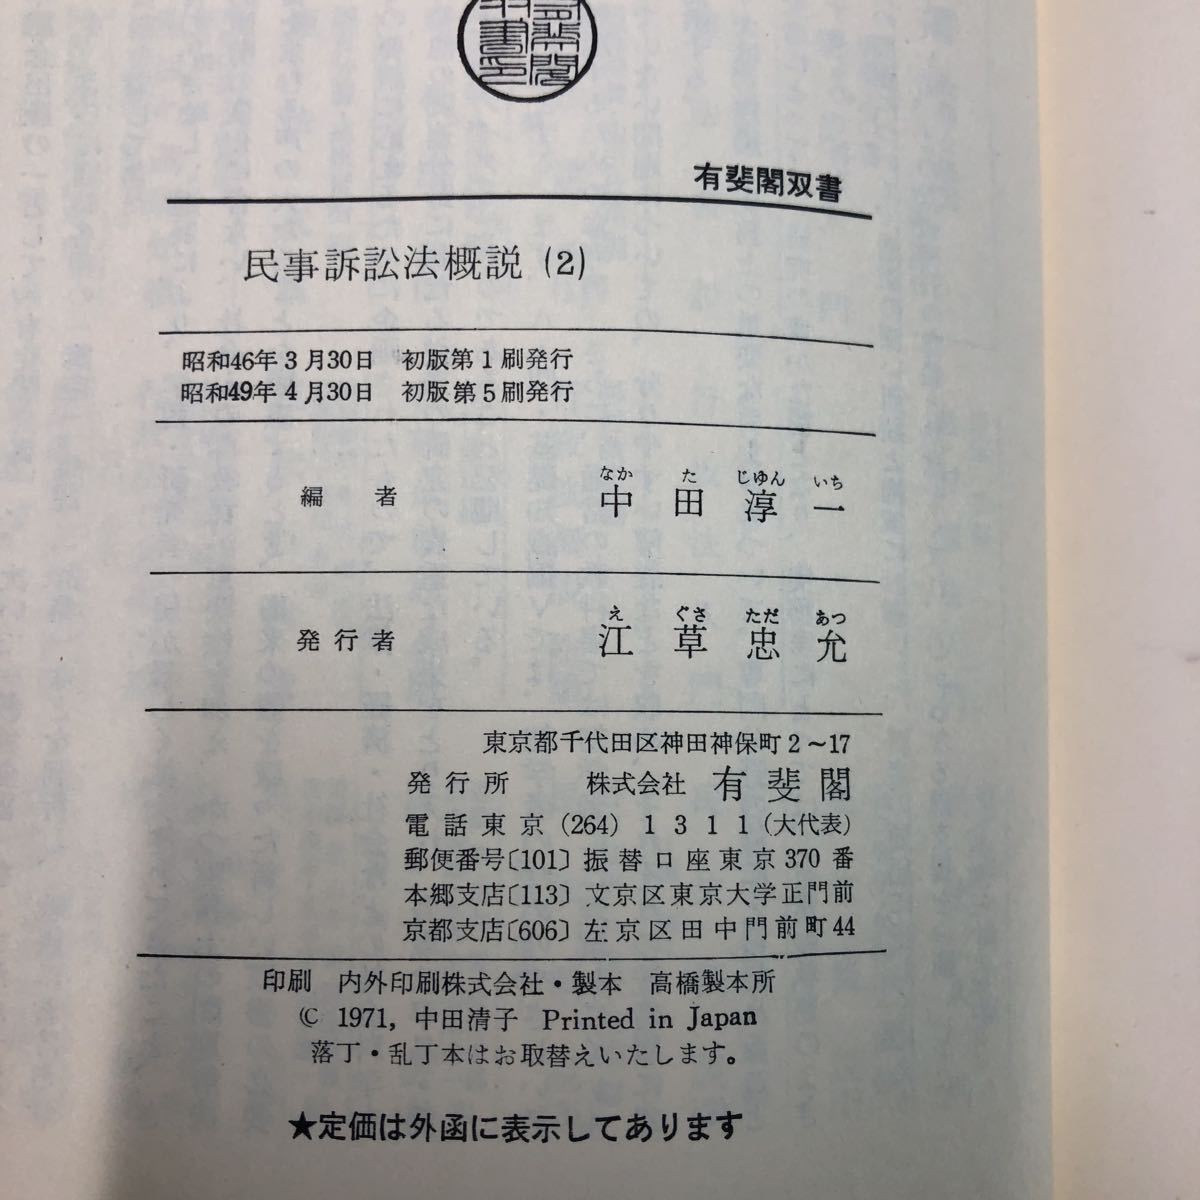 有斐閣双書
民事訴訟法概説 (2)
昭和46年3月30日 初版第1刷発行
昭和49年4月30日 初版第5刷発行
なか た じゆん いち
編者 中田淳一
え ぐさ ただ あつ
発行者 江草忠允
東京都千代田区神田神保町2~17
発行所 株式会社 有斐閣
電話東京(264)1311(大代表)
郵便番号〔101〕振替口座東京370番
本郷支店〔113〕文京区東京大学正門前
京都支店〔606〕左京区田中門前町44
印刷 内外印刷株式会社・製本 高橋製本所
© 1971, 中田清子 Printed in Japan
落丁・乱丁本はお取替えいたします。
★定価は外函に表示してあります